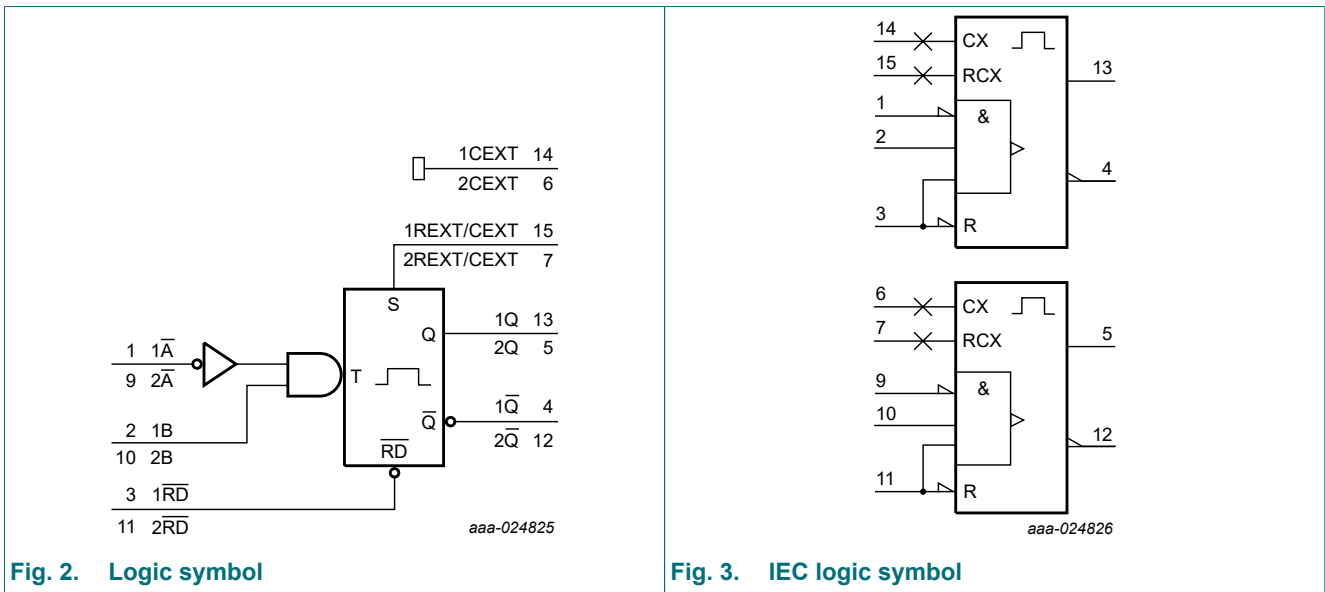 1CEXT 14
2CEXT 6
1REXT/CEXT 15
2REXT/CEXT 7
S
Q
1Q 13
2Q 5
1 1A̅
9 2A̅
T
2 1B
10 2B
Q̅
1Q̅ 4
2Q̅ 12
R̅D̅
3 1R̅D̅
11 2R̅D̅
aaa-024825
Fig. 2. Logic symbol
14 CX
15 RCX
13
1
&
2
4
3 R
6 CX
7 RCX
5
9
&
10
12
11 R
aaa-024826
Fig. 3. IEC logic symbol